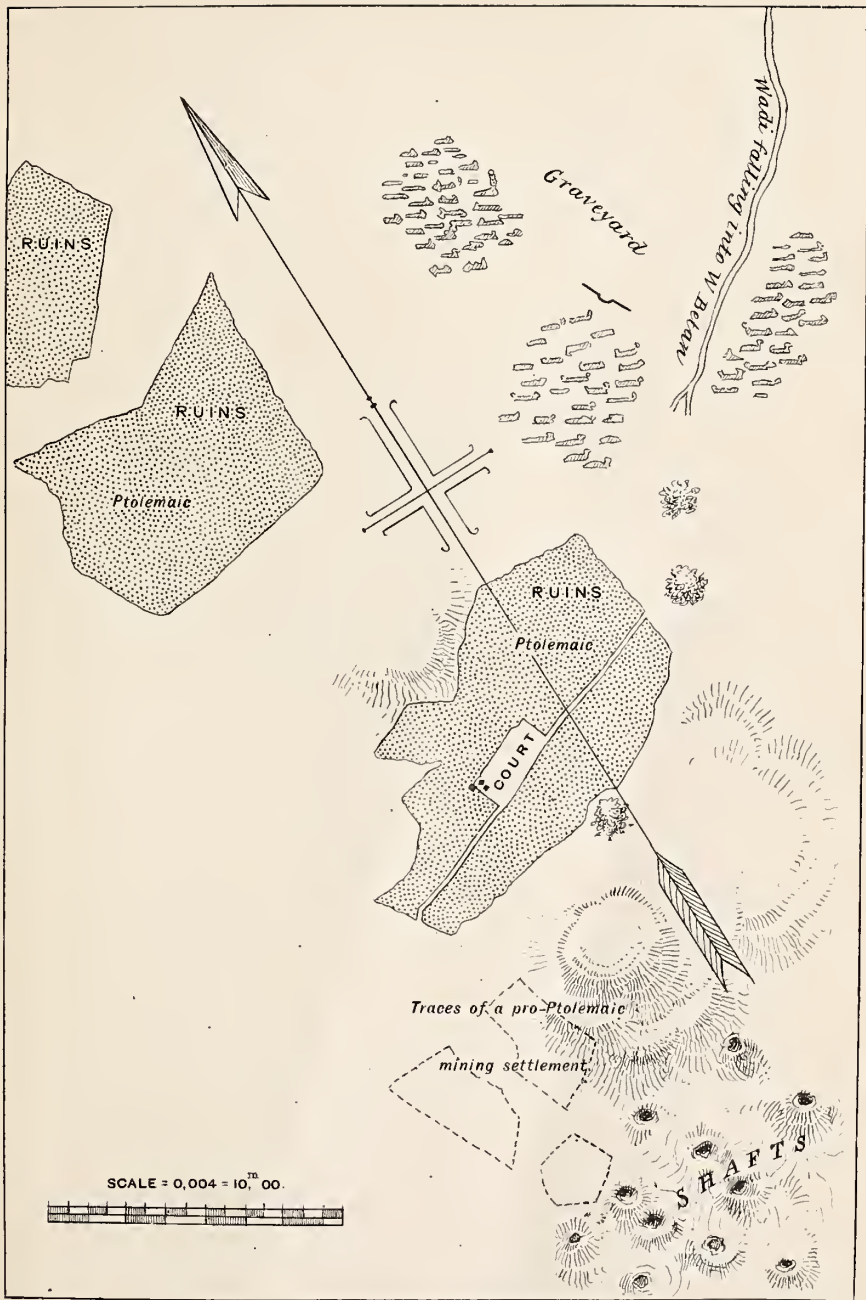 RUINS
RUINS
Ptolemaic
Graveyard
Wadi falling into W. Betan
RUINS
Ptolemaic
COURT
Traces of a pro-Ptolemaic
mining settlement.
SHAFTS
SCALE = 0,004 = 10,ᵐ 00.